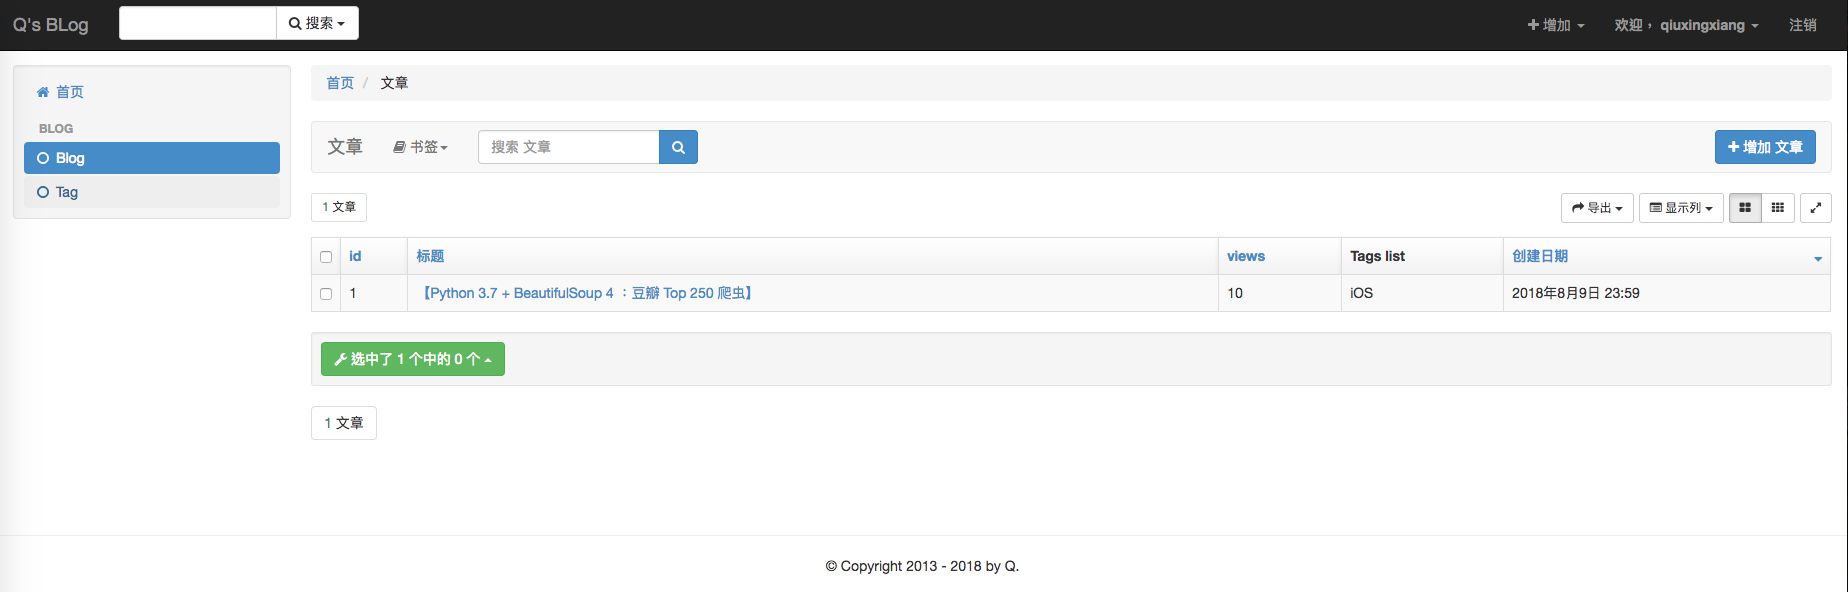 Q's BLog 搜索 增加 欢迎， qiuxingxiang 注销
首页
BLOG
Blog
Tag
首页 / 文章
文章 书签 搜索 文章 增加 文章
1 文章 导出 显示列
id 标题 views Tags list 创建日期
1 【Python 3.7 + BeautifulSoup 4 ：豆瓣 Top 250 爬虫】 10 iOS 2018年8月9日 23:59
选中了 1 个中的 0 个
1 文章
© Copyright 2013 - 2018 by Q.